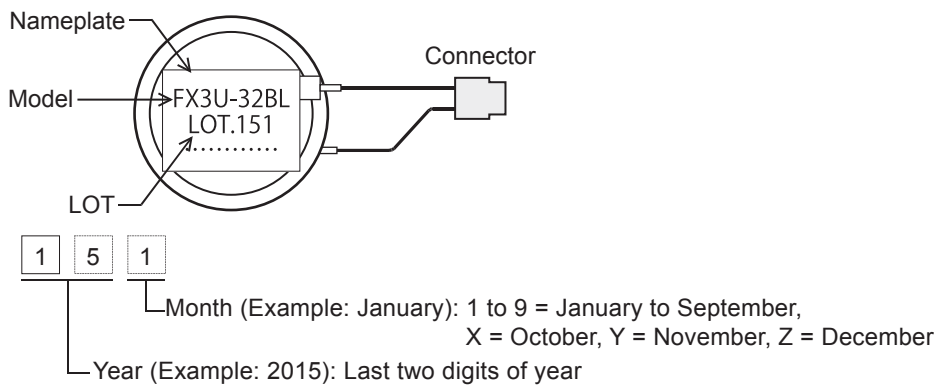 Nameplate
Connector
Model
FX3U-32BL
LOT.151
...........
LOT
1 5 1
Month (Example: January): 1 to 9 = January to September,
X = October, Y = November, Z = December
Year (Example: 2015): Last two digits of year